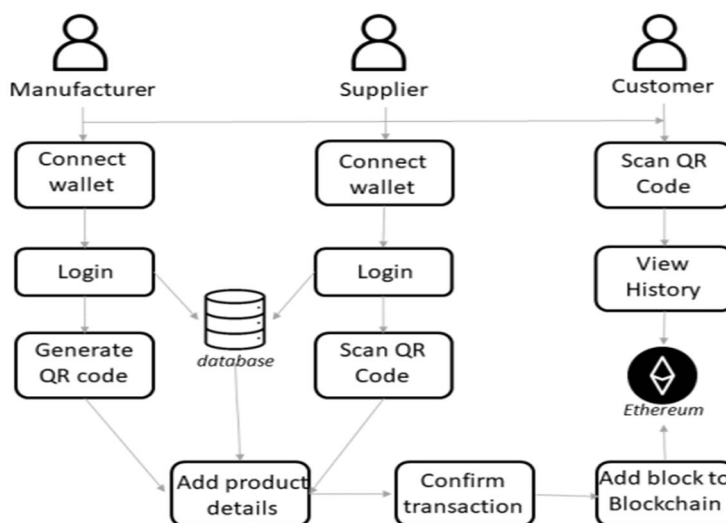 Manufacturer
Supplier
Customer
Connect
wallet
Connect
wallet
Scan QR
Code
Login
Login
View
History
database
Generate
QR code
Scan QR
Code
Ethereum
Add product
details
Confirm
transaction
Add block to
Blockchain